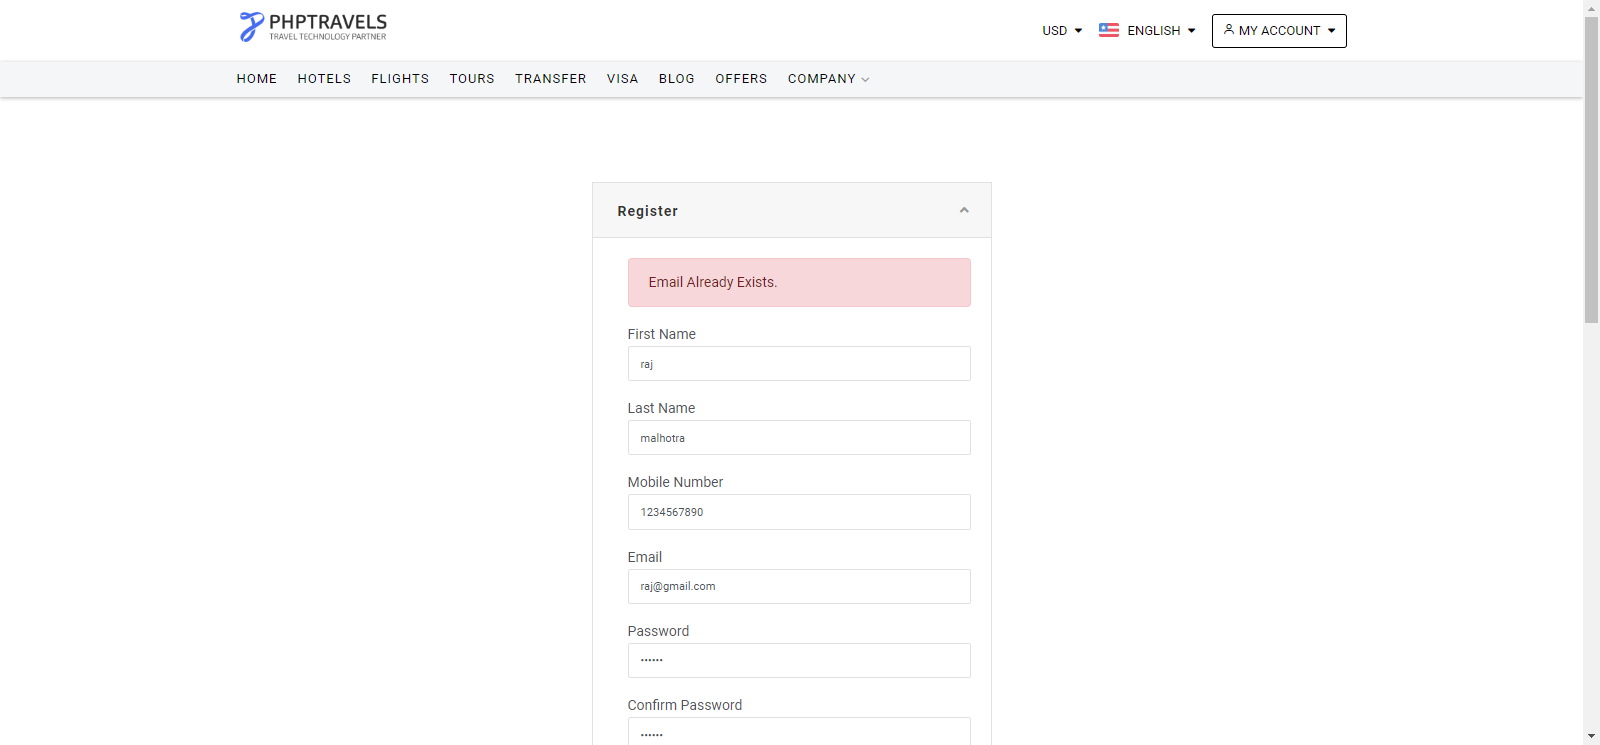 PHPTRAVELS
TRAVEL TECHNOLOGY PARTNER
USD
ENGLISH
MY ACCOUNT
HOME HOTELS FLIGHTS TOURS TRANSFER VISA BLOG OFFERS COMPANY
Register
Email Already Exists.
First Name
raj
Last Name
malhotra
Mobile Number
1234567890
Email
raj@gmail.com
Password
••••••
Confirm Password
••••••